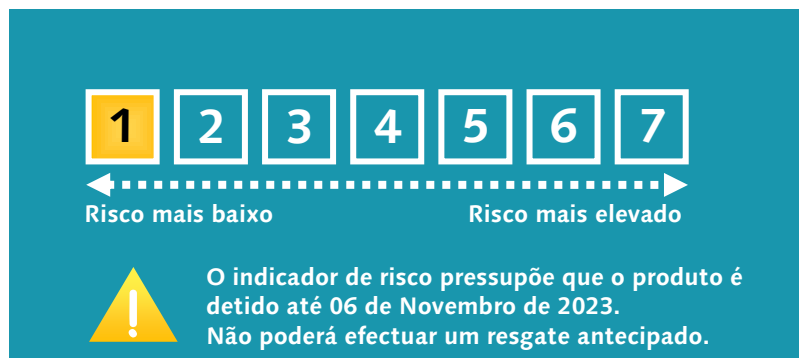 1 2 3 4 5 6 7
Risco mais baixo Risco mais elevado
O indicador de risco pressupõe que o produto é
detido até 06 de Novembro de 2023.
Não poderá efectuar um resgate antecipado.